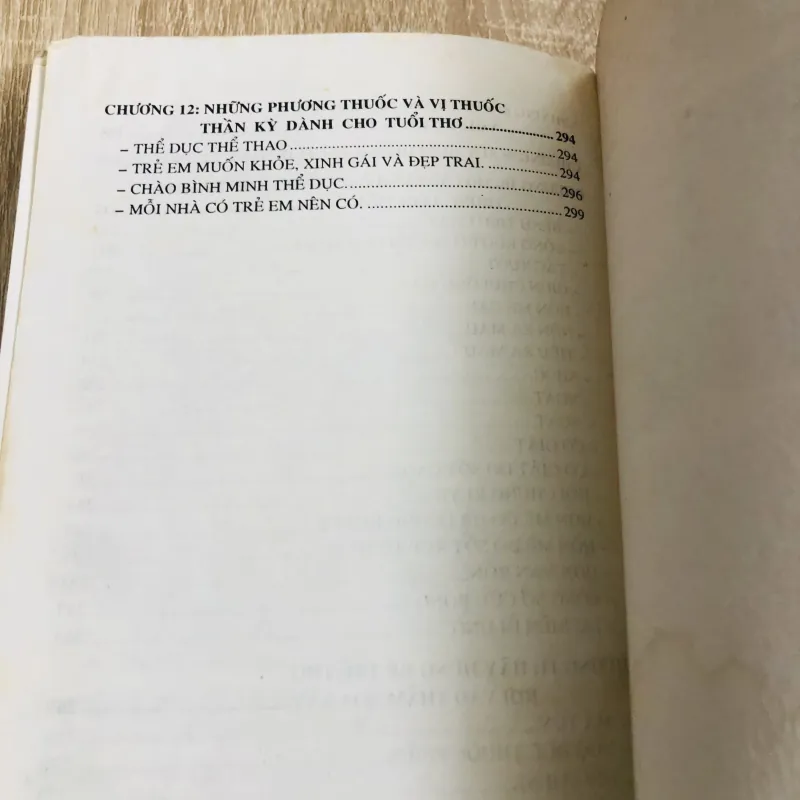 CHƯƠNG 12: NHỮNG PHƯƠNG THUỐC VÀ VỊ THUỐC
THẦN KỲ DÀNH CHO TUỔI THƠ ........................ 294
– THỂ DỤC THỂ THAO ........................ 294
– TRẺ EM MUỐN KHỎE, XINH GÁI VÀ ĐẸP TRAI. ........................ 294
– CHÀO BÌNH MINH THỂ DỤC. ........................ 296
– MỖI NHÀ CÓ TRẺ EM NÊN CÓ. ........................ 299